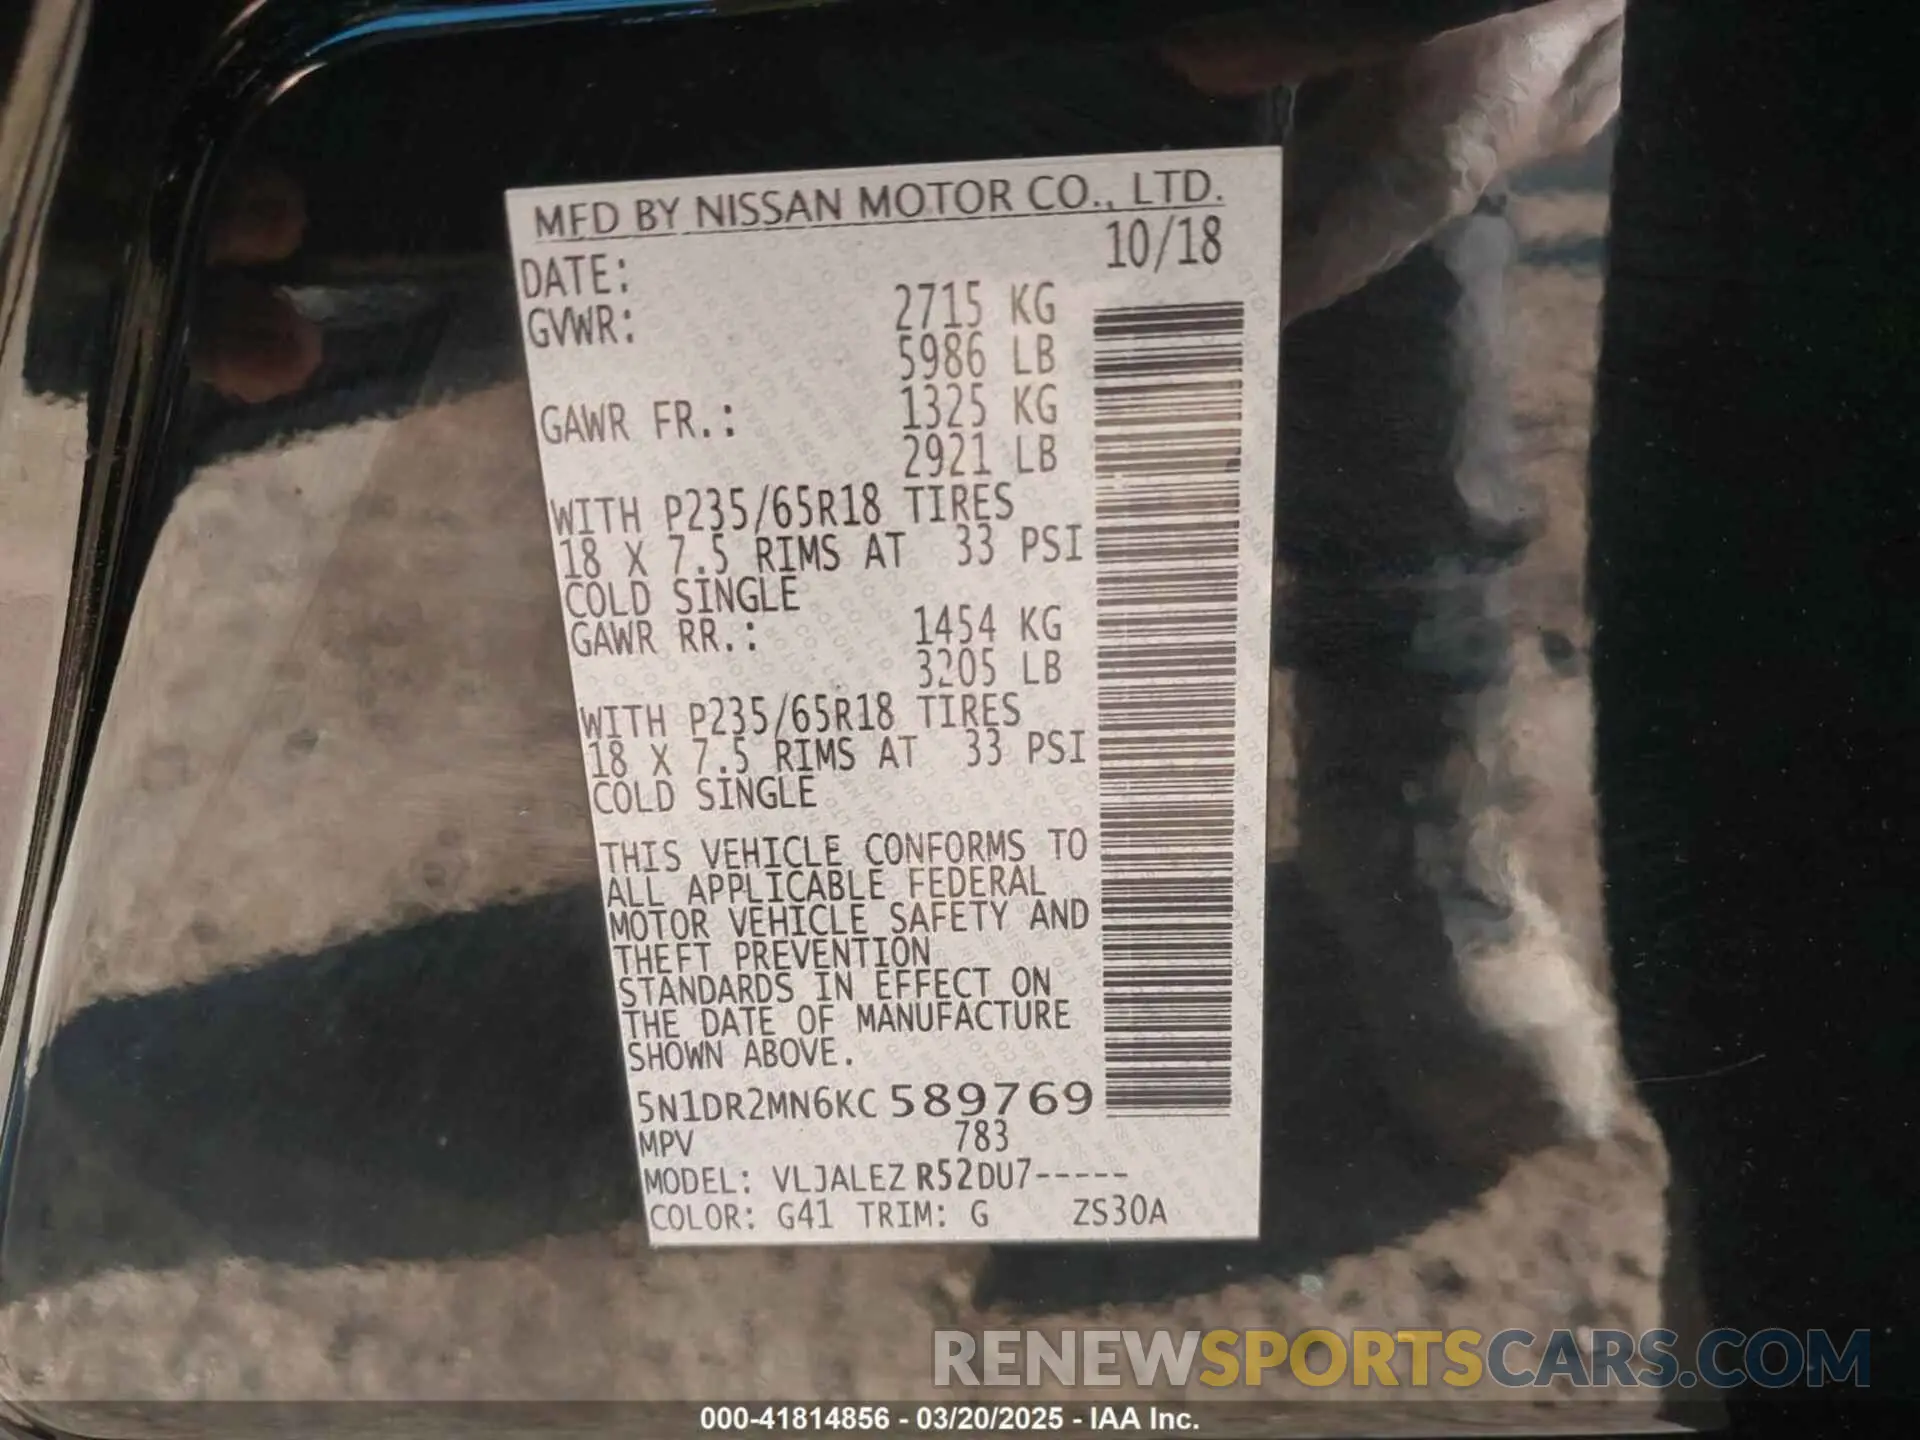 MFD BY NISSAN MOTOR CO., LTD.
DATE: 10/18
GVWR: 2715 KG
5986 LB
GAWR FR.: 1325 KG
2921 LB
WITH P235/65R18 TIRES
18 X 7.5 RIMS AT 33 PSI
COLD SINGLE
GAWR RR.: 1454 KG
3205 LB
WITH P235/65R18 TIRES
18 X 7.5 RIMS AT 33 PSI
COLD SINGLE
THIS VEHICLE CONFORMS TO
ALL APPLICABLE FEDERAL
MOTOR VEHICLE SAFETY AND
THEFT PREVENTION
STANDARDS IN EFFECT ON
THE DATE OF MANUFACTURE
SHOWN ABOVE.
5N1DR2MN6KC589769
MPV 783
MODEL: VLJALEZ R52DU7-----
COLOR: G41 TRIM: G ZS30A
RENEWSPORTSCARS.COM
000-41814856 - 03/20/2025 - IAA Inc.